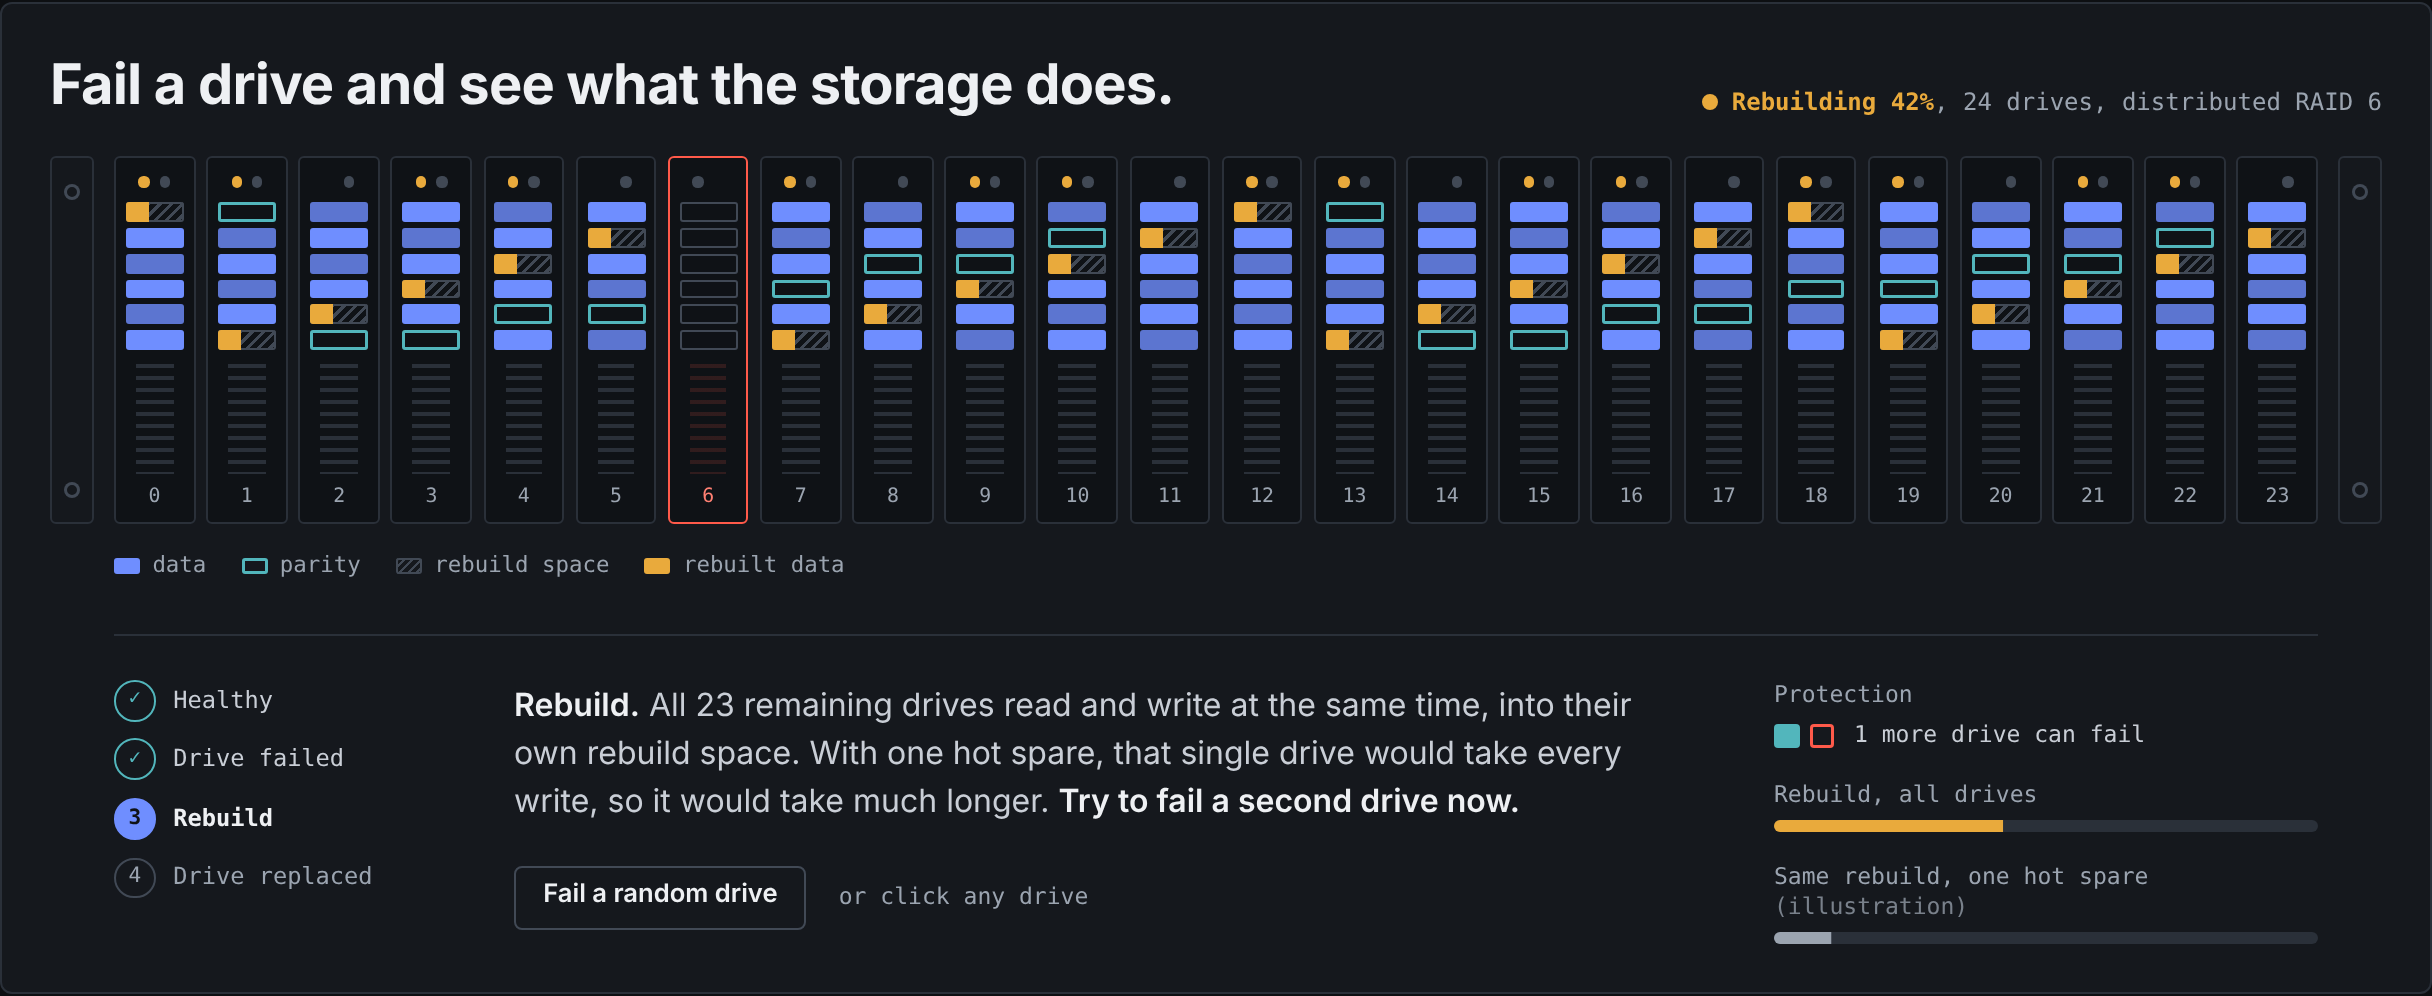 Fail a drive and see what the storage does.
Rebuilding 42%, 24 drives, distributed RAID 6
0 1 2 3 4 5 6 7 8 9 10 11 12 13 14 15 16 17 18 19 20 21 22 23
data parity rebuild space rebuilt data
✓ Healthy
✓ Drive failed
3 Rebuild
4 Drive replaced
Rebuild. All 23 remaining drives read and write at the same time, into their
own rebuild space. With one hot spare, that single drive would take every
write, so it would take much longer. Try to fail a second drive now.
Fail a random drive or click any drive
Protection
1 more drive can fail
Rebuild, all drives
Same rebuild, one hot spare
(illustration)